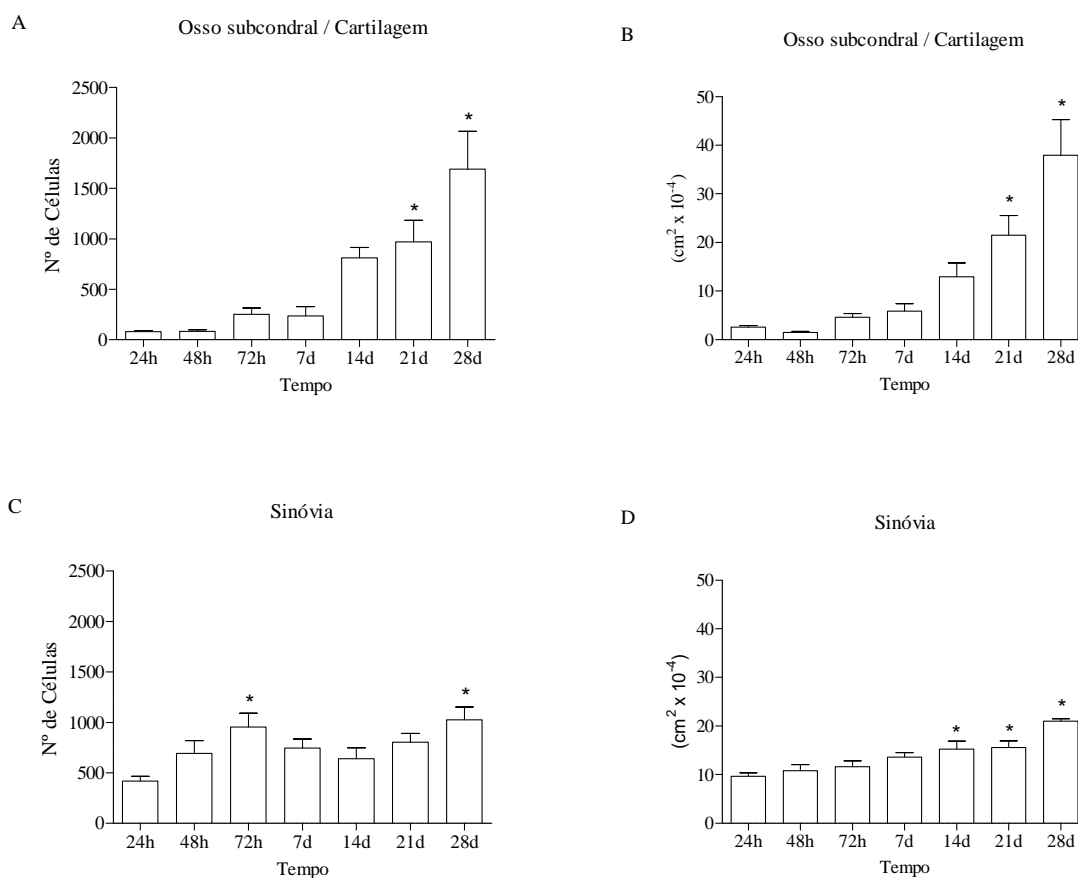 A
Osso subcondral / Cartilagem
2500
2000
1500
1000
500
0
Nº de Células
*
*
24h 48h 72h 7d 14d 21d 28d
Tempo
B
Osso subcondral / Cartilagem
50
40
30
20
10
0
(cm² x 10⁻⁴)
*
*
24h 48h 72h 7d 14d 21d 28d
Tempo
C
Sinóvia
2500
2000
1500
1000
500
0
Nº de Células
*
*
24h 48h 72h 7d 14d 21d 28d
Tempo
D
Sinóvia
50
40
30
20
10
0
(cm² x 10⁻⁴)
*
*
*
24h 48h 72h 7d 14d 21d 28d
Tempo